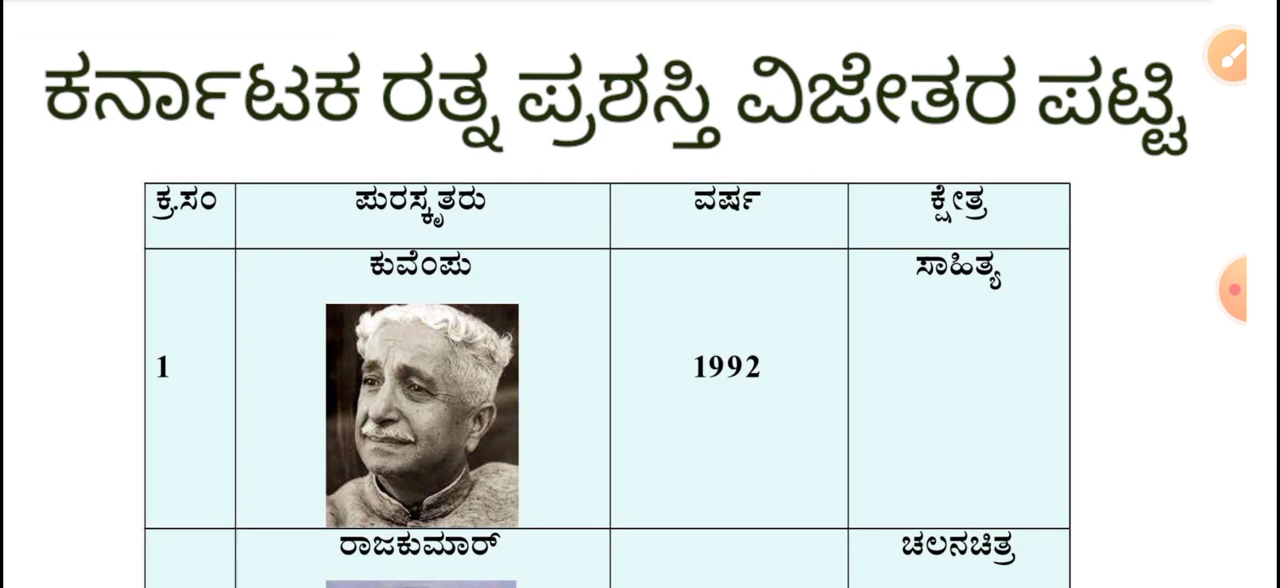 ಕರ್ನಾಟಕ ರತ್ನ ಪ್ರಶಸ್ತಿ ವಿಜೇತರ ಪಟ್ಟಿ
ಕ್ರ.ಸಂ ಪುರಸ್ಕೃತರು ವರ್ಷ ಕ್ಷೇತ್ರ
ಕುವೆಂಪು ಸಾಹಿತ್ಯ
1 1992
ರಾಜಕುಮಾರ್ ಚಲನಚಿತ್ರ